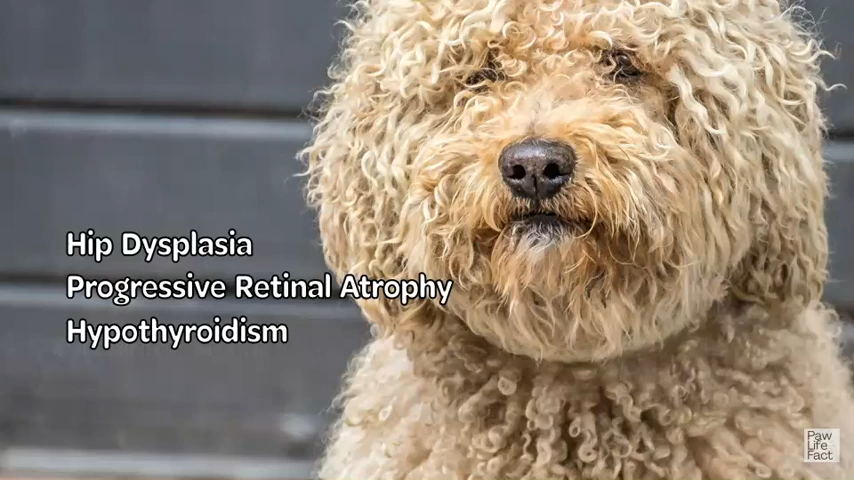 Hip Dysplasia
Progressive Retinal Atrophy
Hypothyroidism
Paw
Life
Fact